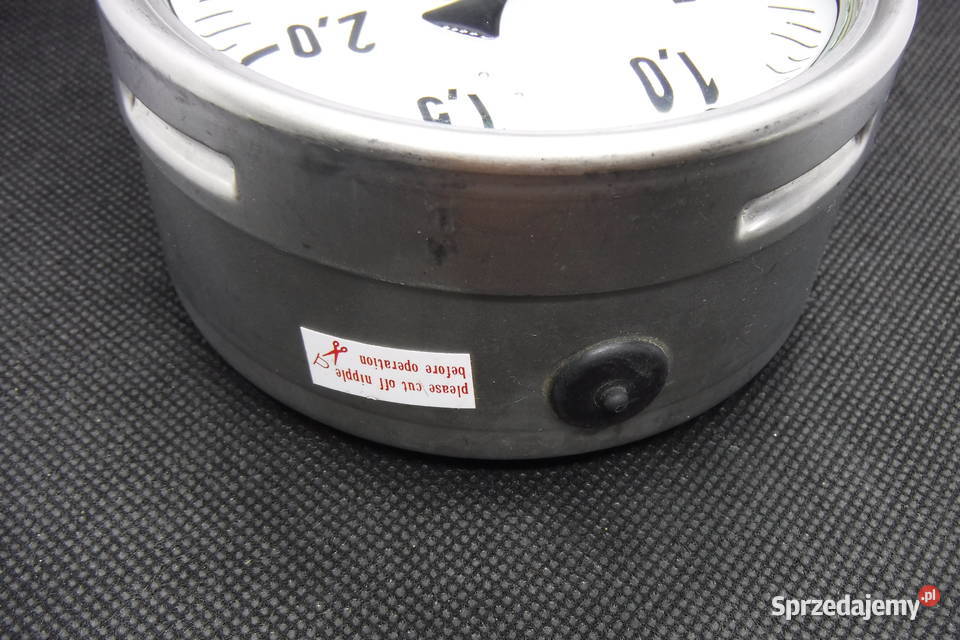 2,0
1,5
1,0
please cut off nipple
before operation
Sprzedajemy.pl